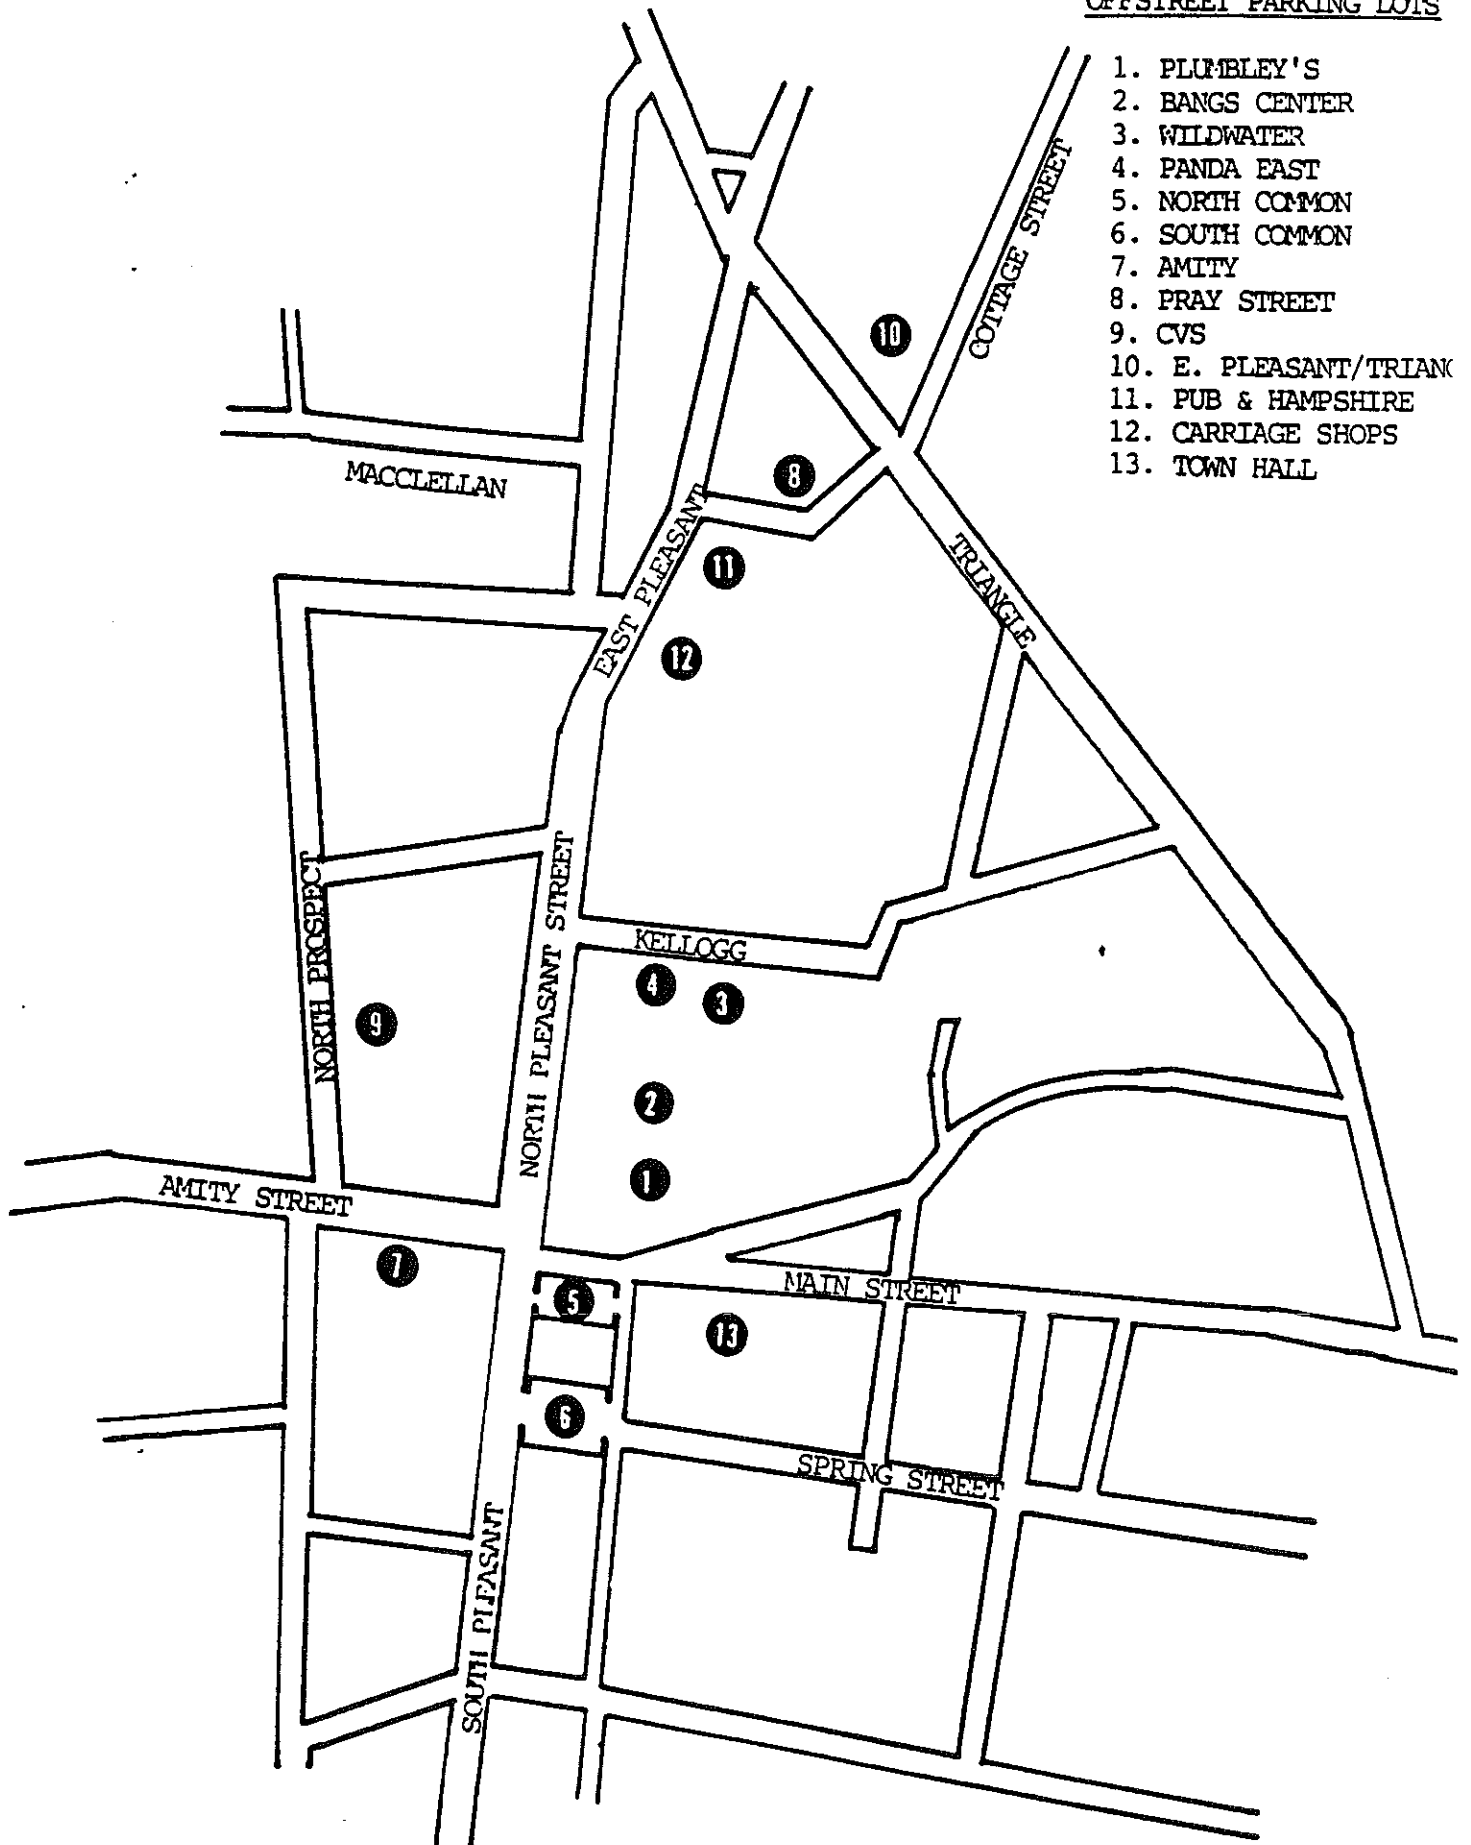 OFFSTREET PARKING LOTS
1. PLUMBLEY'S
2. BANGS CENTER
3. WILDWATER
4. PANDA EAST
5. NORTH COMMON
6. SOUTH COMMON
7. AMITY
8. PRAY STREET
9. CVS
10. E. PLEASANT/TRIANG
11. PUB & HAMPSHIRE
12. CARRIAGE SHOPS
13. TOWN HALL
COTTAGE STREET
10
MACCLELLAN
8
EAST PLEASANT
11
TRIANGLE
12
NORTH PROSPECT
NORTH PLEASANT STREET
KELLOGG
4
3
9
2
1
AMITY STREET
7
5
MAIN STREET
13
6
SPRING STREET
SOUTH PLEASANT